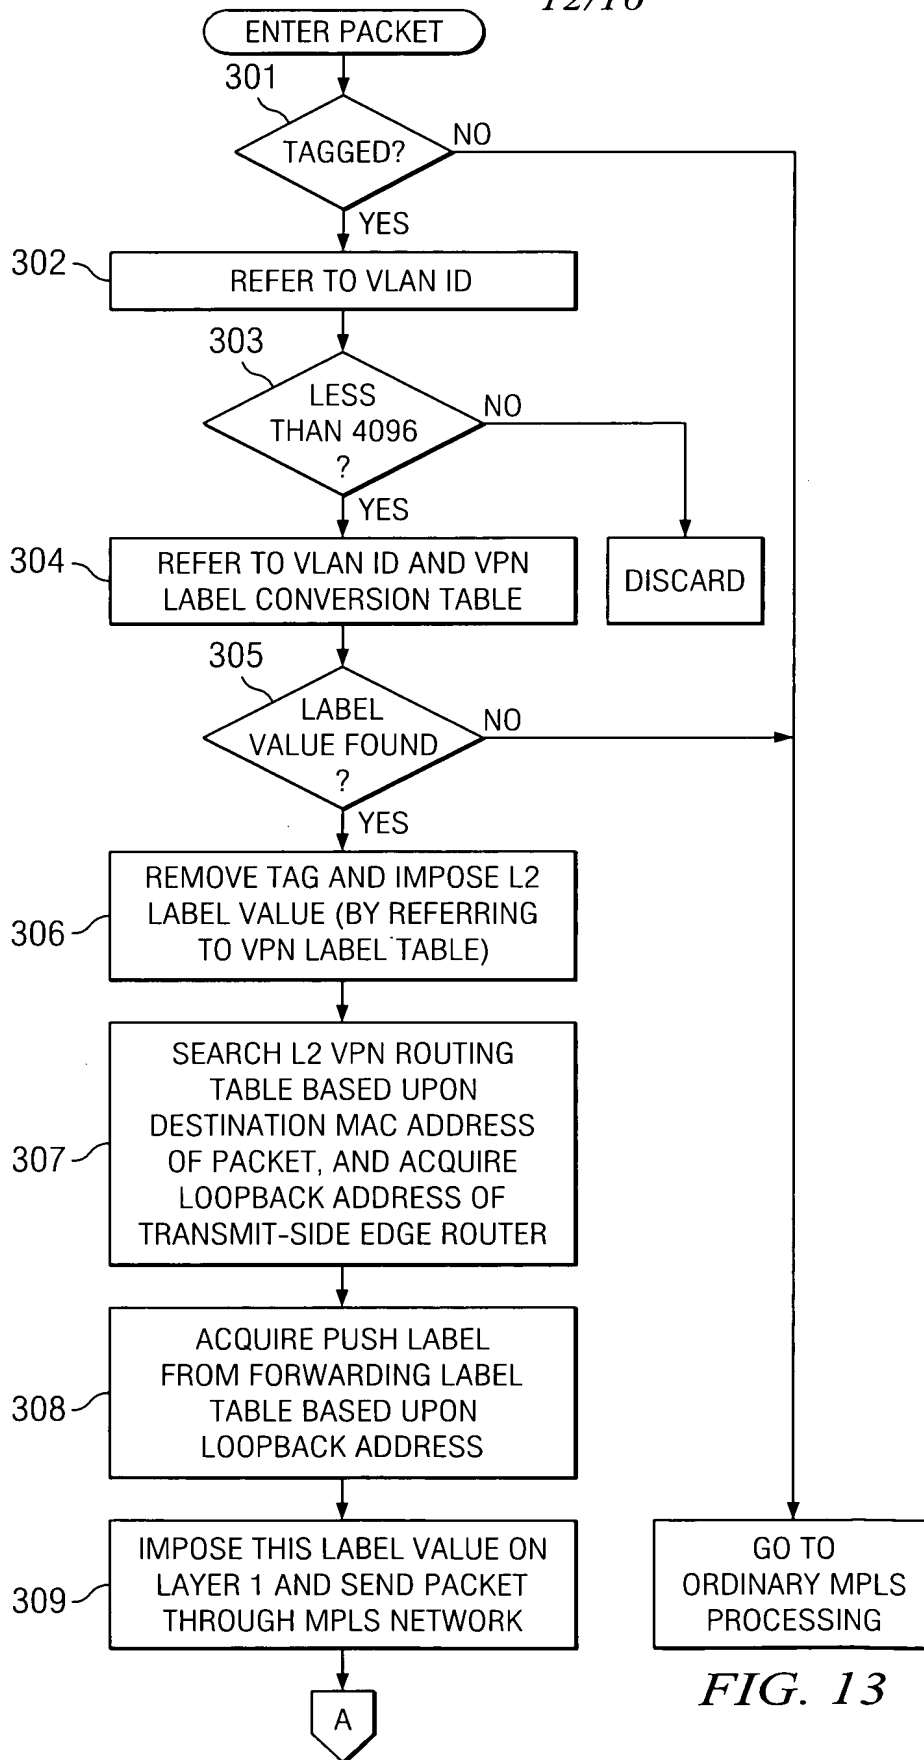 12/16
ENTER PACKET
301
TAGGED?
NO
YES
302
REFER TO VLAN ID
303
LESS
THAN 4096
?
NO
YES
304
REFER TO VLAN ID AND VPN
LABEL CONVERSION TABLE
DISCARD
305
LABEL
VALUE FOUND
?
NO
YES
306
REMOVE TAG AND IMPOSE L2
LABEL VALUE (BY REFERRING
TO VPN LABEL TABLE)
307
SEARCH L2 VPN ROUTING
TABLE BASED UPON
DESTINATION MAC ADDRESS
OF PACKET, AND ACQUIRE
LOOPBACK ADDRESS OF
TRANSMIT-SIDE EDGE ROUTER
308
ACQUIRE PUSH LABEL
FROM FORWARDING LABEL
TABLE BASED UPON
LOOPBACK ADDRESS
309
IMPOSE THIS LABEL VALUE ON
LAYER 1 AND SEND PACKET
THROUGH MPLS NETWORK
GO TO
ORDINARY MPLS
PROCESSING
A
FIG. 13